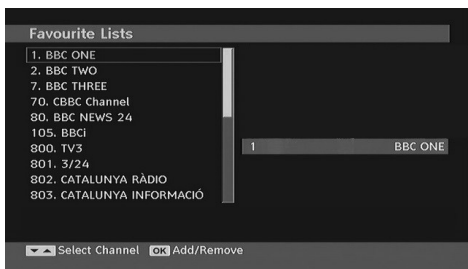 Favourite Lists
1. BBC ONE
2. BBC TWO
7. BBC THREE
70. CBBC Channel
80. BBC NEWS 24
105. BBCi
800. TV3
801. 3/24
802. CATALUNYA RÀDIO
803. CATALUNYA INFORMACIÓ
1 BBC ONE
Select Channel OK Add/Remove